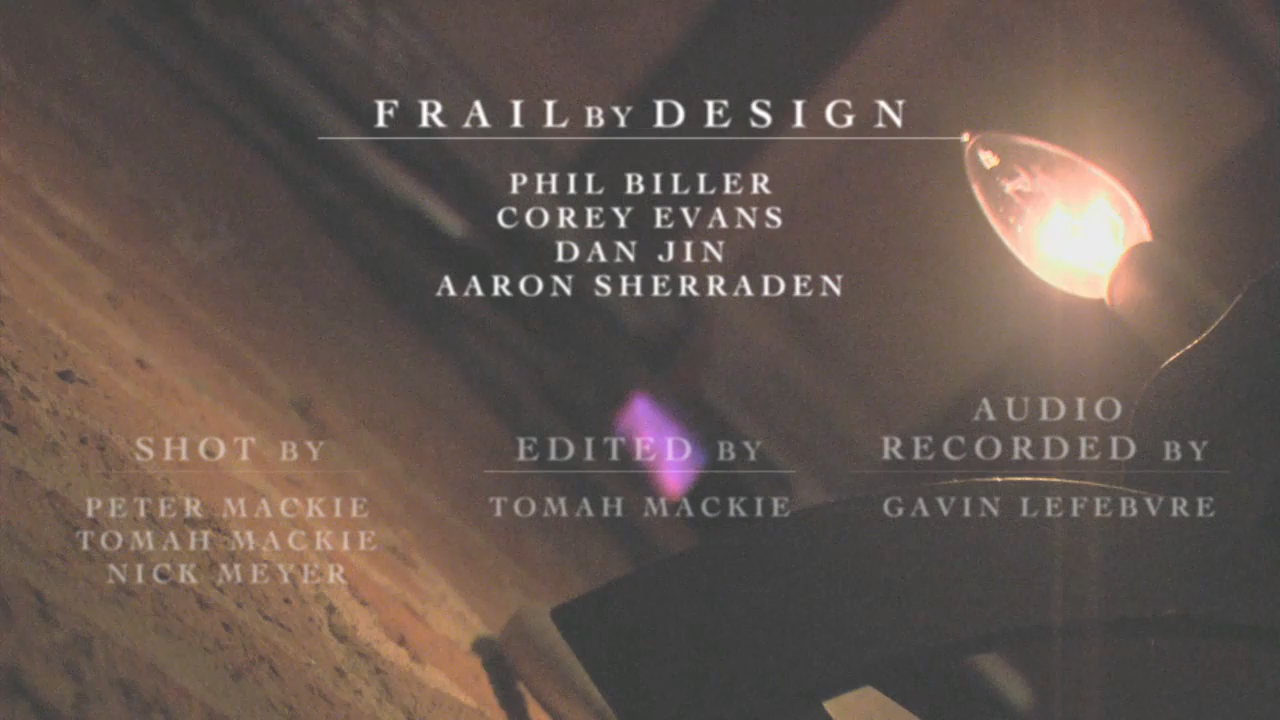 FRAIL BY DESIGN
PHIL BILLER
COREY EVANS
DAN JIN
AARON SHERRADEN
SHOT BY
PETER MACKIE
TOMAH MACKIE
NICK MEYER
EDITED BY
TOMAH MACKIE
AUDIO
RECORDED BY
GAVIN LEFEBVRE